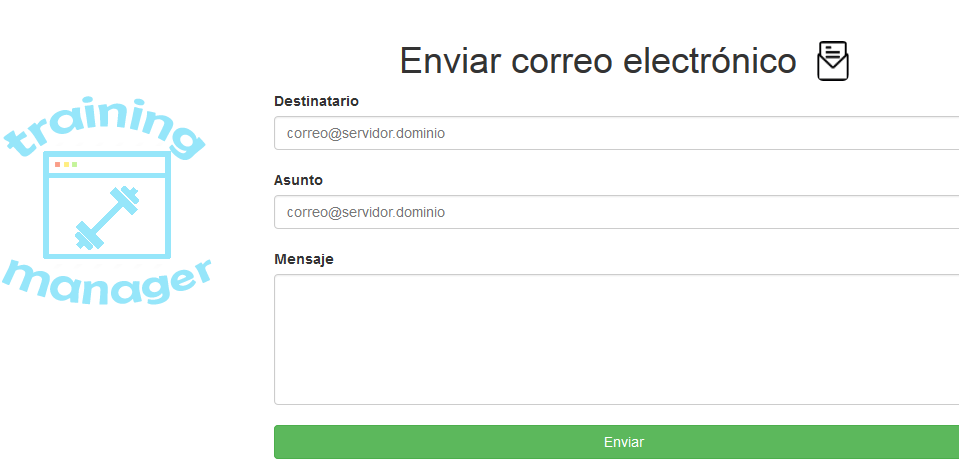 training
manager
Enviar correo electrónico
Destinatario
correo@servidor.dominio
Asunto
correo@servidor.dominio
Mensaje
Enviar